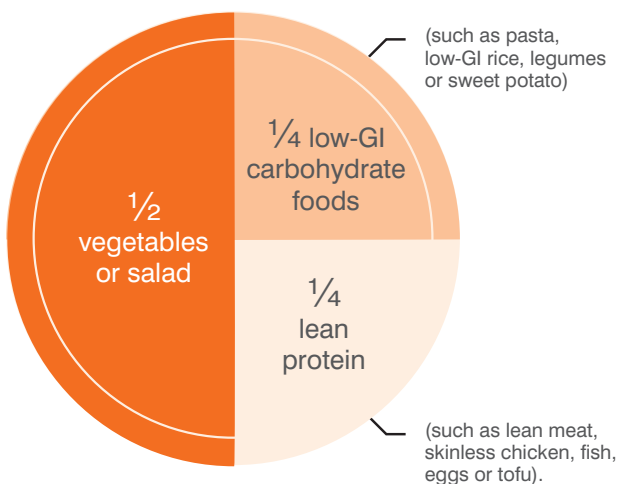 (such as pasta,
low-GI rice, legumes
or sweet potato)
¼ low-GI
carbohydrate
foods
½
vegetables
or salad
¼
lean
protein
(such as lean meat,
skinless chicken, fish,
eggs or tofu).